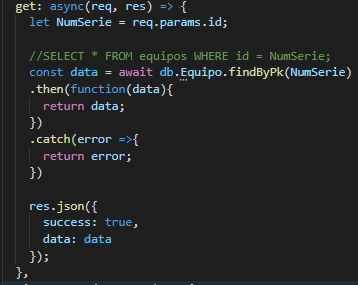 get: async(req, res) => {
let NumSerie = req.params.id;
//SELECT * FROM equipos WHERE id = NumSerie;
const data = await db.Equipo.findByPk(NumSerie)
.then(function(data){
return data;
})
.catch(error =>{
return error;
})
res.json({
success: true,
data: data
});
},